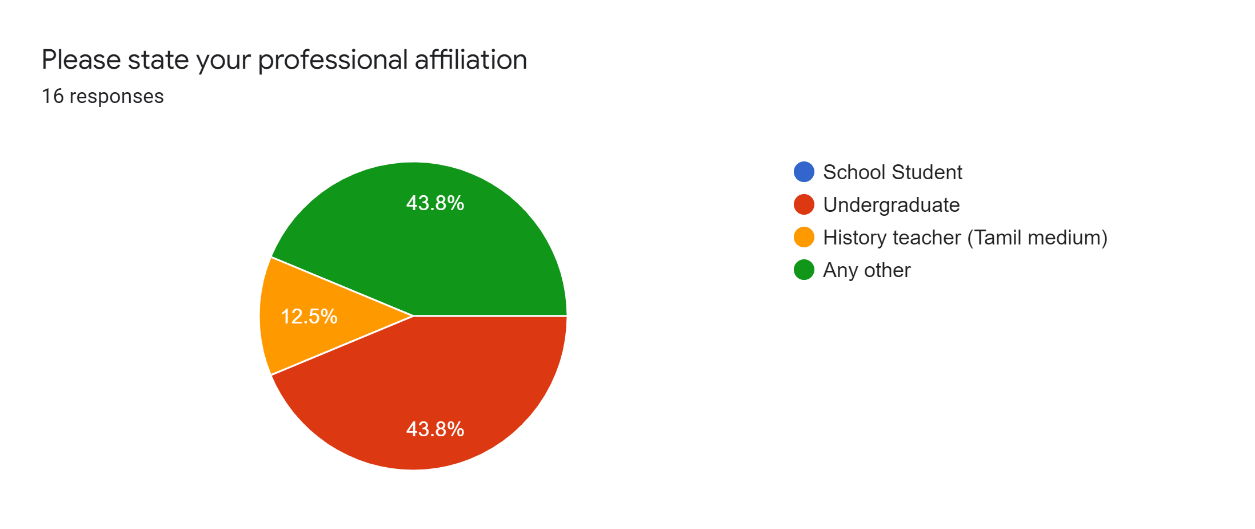 Please state your professional affiliation
16 responses
43.8%
12.5%
43.8%
School Student
Undergraduate
History teacher (Tamil medium)
Any other